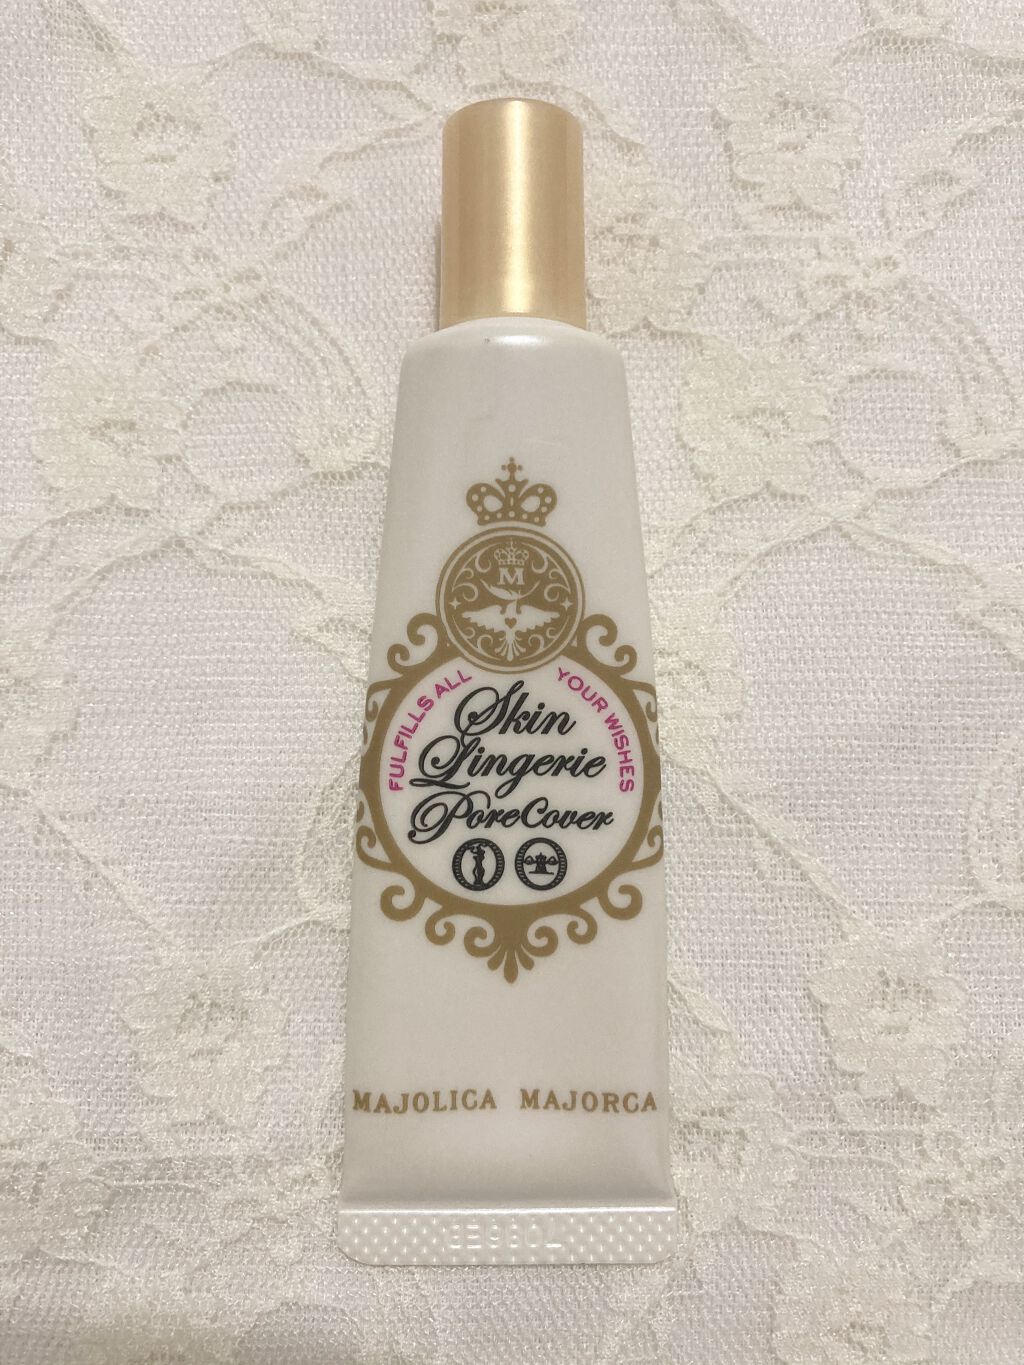 M
FULFILLS ALL YOUR WISHES
Skin
Lingerie
PoreCover
MAJOLICA MAJORCA